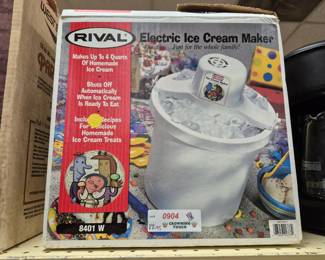 RIVAL
Electric Ice Cream Maker
Fun for the whole family!
Makes Up To 4 Quarts
Of Homemade
Ice Cream
Shuts Off
Automatically
When Ice Cream
Is Ready To Eat
Recipes
For Delicious
Homemade
Ice Cream Treats
8401 W
0904
CROWNING
TOUCH